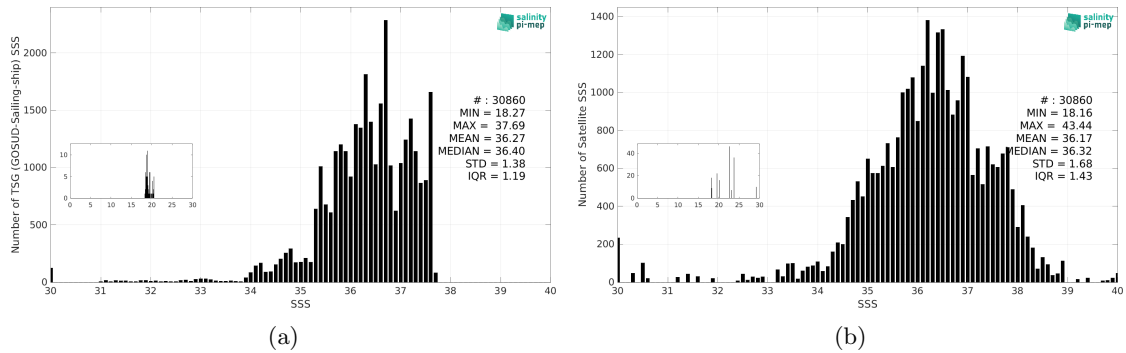 salinity
pi-mep
Number of TSG (GOSUD-Sailing-ship) SSS
2000
1500
1000
500
0
# : 30860
MIN = 18.27
MAX = 37.69
MEAN = 36.27
MEDIAN = 36.40
STD = 1.38
IQR = 1.19
10
5
0
0 5 10 15 20 25 30
30 31 32 33 34 35 36 37 38 39 40
SSS
(a)
salinity
pi-mep
Number of Satellite SSS
1400
1200
1000
800
600
400
200
0
# : 30860
MIN = 18.16
MAX = 43.44
MEAN = 36.17
MEDIAN = 36.32
STD = 1.68
IQR = 1.43
40
20
0
0 5 10 15 20 25 30
30 31 32 33 34 35 36 37 38 39 40
SSS
(b)